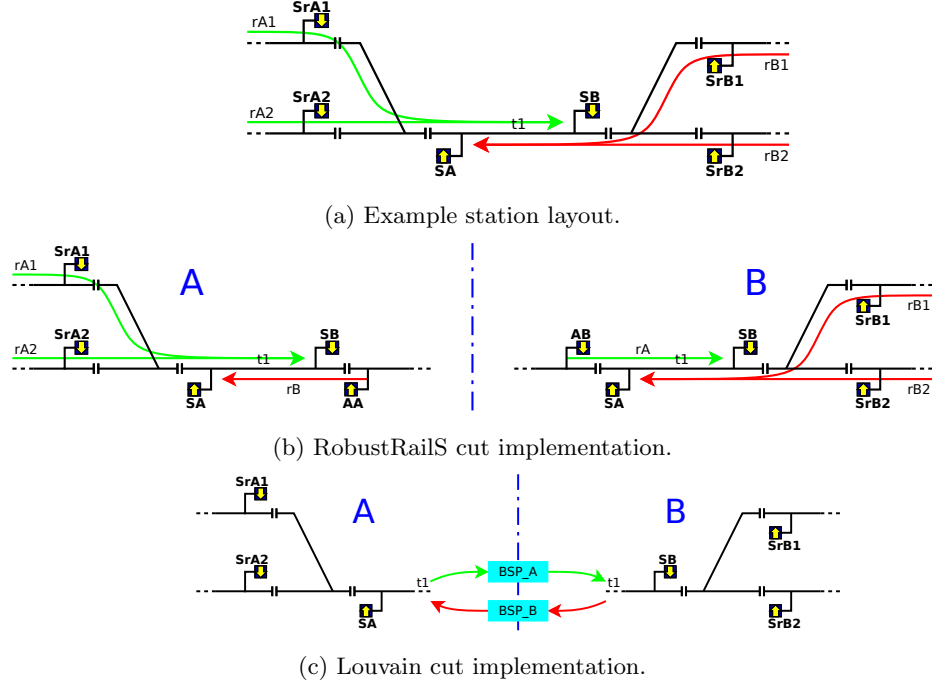 SrA1
rA1
SrA2
SB
SrB1
rB1
rA2
t1
SA
SrB2
rB2
(a) Example station layout.
SrA1
A
B
rA1
SrB1
rB1
SrA2
SB
AB
SB
rA2
t1
rA
t1
SA
rB
AA
SA
SrB2
rB2
(b) RobustRailS cut implementation.
SrA1
A
B
SrB1
SrA2
SB
t1
BSP_A
t1
BSP_B
SA
SrB2
(c) Louvain cut implementation.